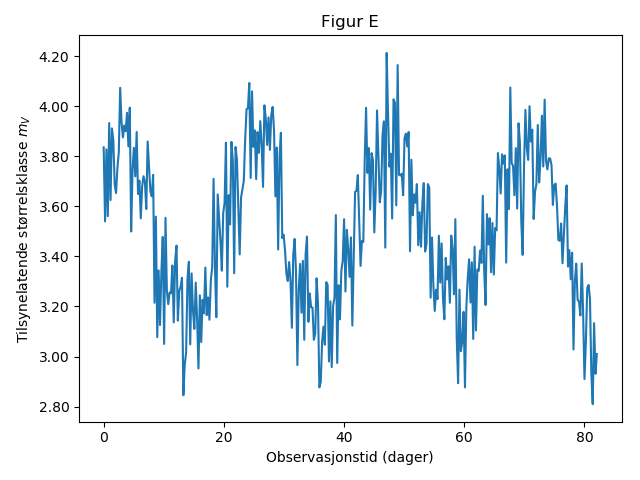 Figur E
4.20
4.00
3.80
3.60
3.40
3.20
3.00
2.80
Tilsynelatende størrelsklasse $m_V$
0 20 40 60 80
Observasjonstid (dager)